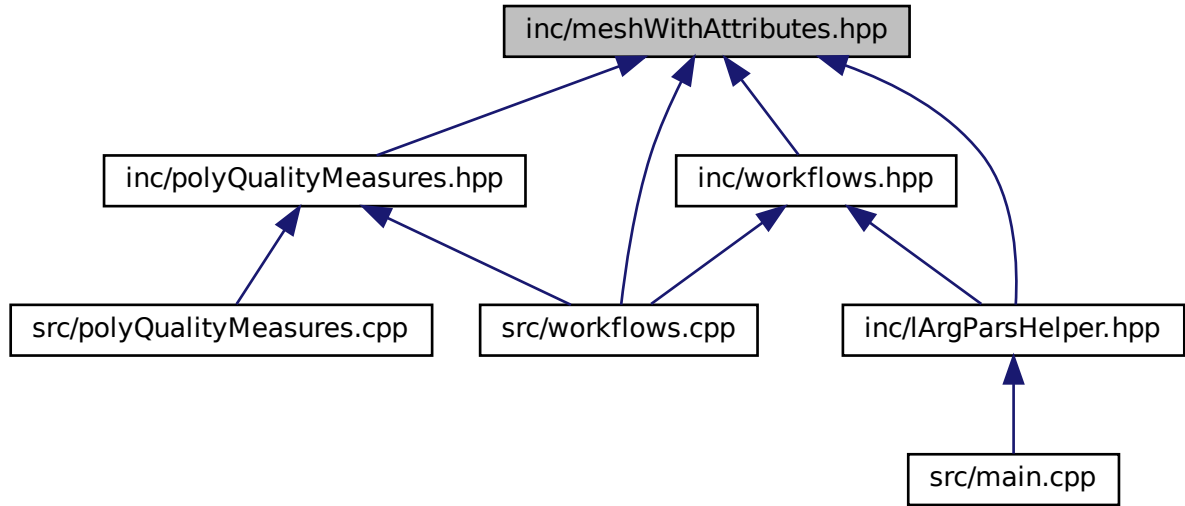 inc/meshWithAttributes.hpp
inc/polyQualityMeasures.hpp
inc/workflows.hpp
src/polyQualityMeasures.cpp
src/workflows.cpp
inc/lArgParsHelper.hpp
src/main.cpp